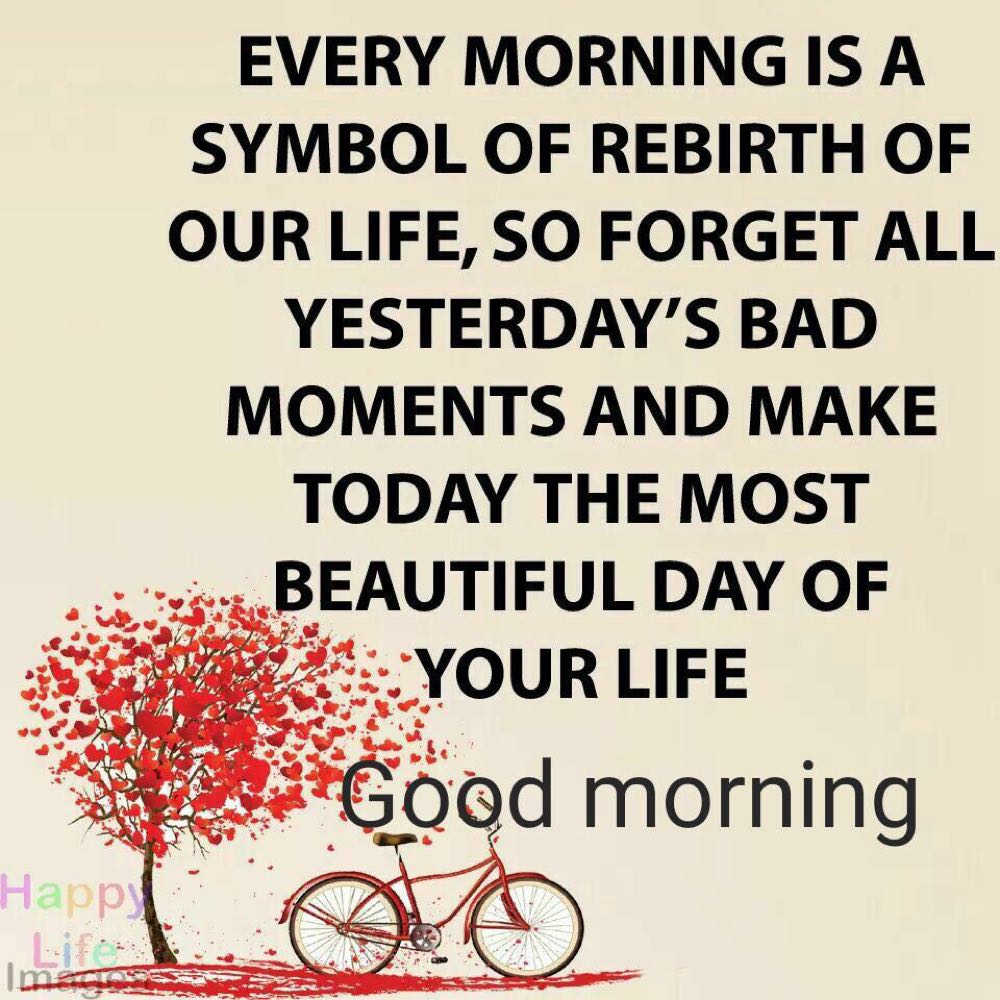 EVERY MORNING IS A
SYMBOL OF REBIRTH OF
OUR LIFE, SO FORGET ALL
YESTERDAY’S BAD
MOMENTS AND MAKE
TODAY THE MOST
BEAUTIFUL DAY OF
YOUR LIFE
Good morning
Happy
Life
Images